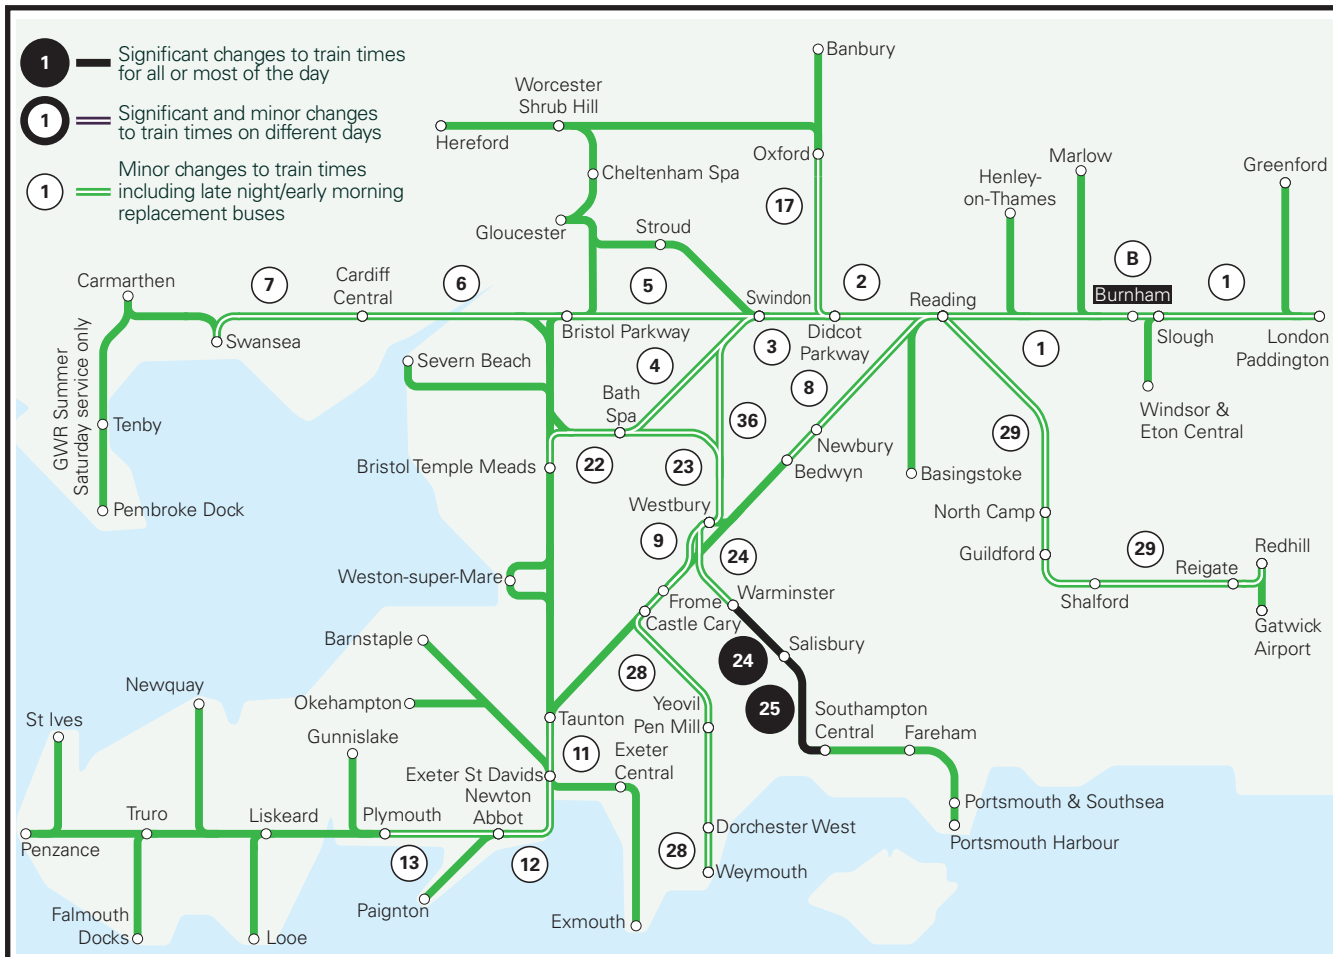 1
Significant changes to train times
for all or most of the day
1
Significant and minor changes
to train times on different days
1
Minor changes to train times
including late night/early morning
replacement buses
Banbury
Worcester
Shrub Hill
Hereford
Oxford
Cheltenham Spa
17
Gloucester
Stroud
Henley-
on-Thames
Marlow
Greenford
B
Burnham
1
Carmarthen
7
Cardiff
Central
6
5
Swindon
2
Reading
Swansea
Bristol Parkway
3
Didcot
Parkway
1
Slough
London
Paddington
GWR Summer
Saturday service only
Severn Beach
4
8
Bath
Spa
36
Windsor &
Eton Central
Tenby
Newbury
29
22
23
Bedwyn
Basingstoke
Bristol Temple Meads
Pembroke Dock
Westbury
North Camp
9
24
Guildford
29
Redhill
Reigate
Weston-super-Mare
Shalford
Frome
Warminster
Castle Cary
Gatwick
Airport
Barnstaple
Salisbury
24
28
Newquay
Okehampton
Yeovil
Pen Mill
25
Southampton
Central
Fareham
St Ives
Taunton
Gunnislake
11
Exeter
Central
Exeter St Davids
Newton
Abbot
Truro
Liskeard
Plymouth
Portsmouth & Southsea
Dorchester West
Penzance
Portsmouth Harbour
13
12
28
Weymouth
Paignton
Falmouth
Docks
Looe
Exmouth